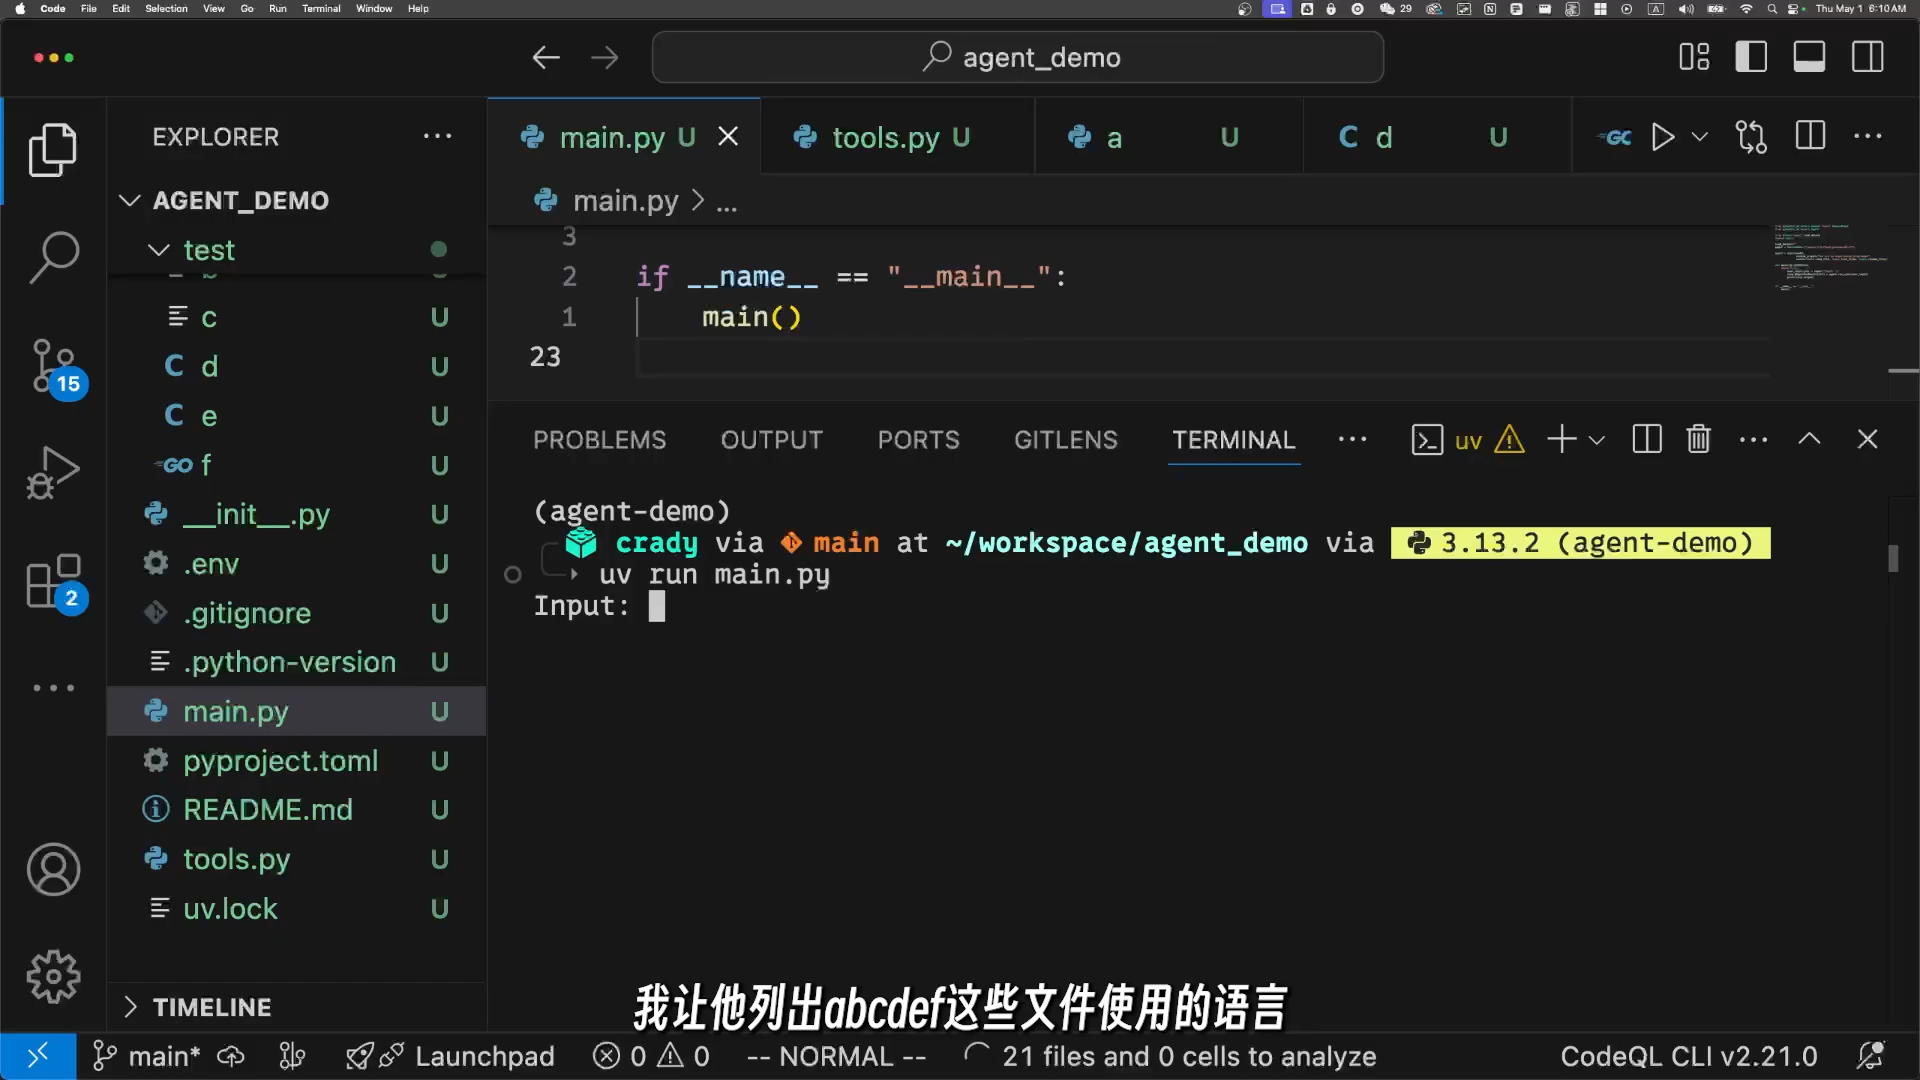 Code File Edit Selection View Go Run Terminal Window Help
29
Thu May 1 6:10 AM
agent_demo
EXPLORER
AGENT_DEMO
test
c U
d U
e U
GO f U
__init__.py U
.env U
.gitignore U
.python-version U
main.py U
pyproject.toml U
README.md U
tools.py U
uv.lock U
TIMELINE
15
2
main.py U
tools.py U
a U
C d U
GO
main.py > ...
3
2 if __name__ == "__main__":
1 main()
23
PROBLEMS OUTPUT PORTS GITLENS TERMINAL
uv
(agent-demo)
crady via main at ~/workspace/agent_demo via 3.13.2 (agent-demo)
uv run main.py
Input:
我让他列出abcdef这些文件使用的语言
main* Launchpad 0 0 -- NORMAL -- 21 files and 0 cells to analyze CodeQL CLI v2.21.0